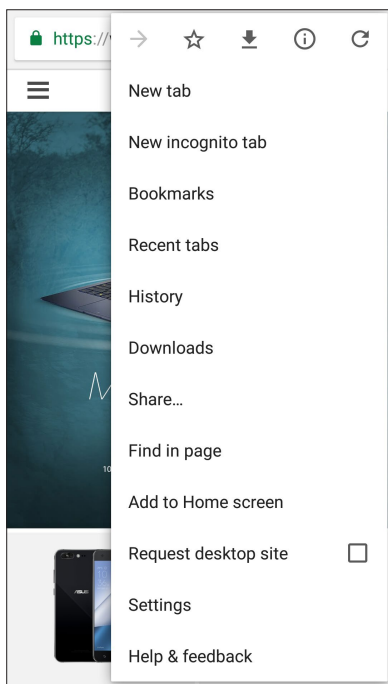 https://
New tab
New incognito tab
Bookmarks
Recent tabs
History
Downloads
Share…
Find in page
Add to Home screen
Request desktop site
Settings
Help & feedback
ASUS